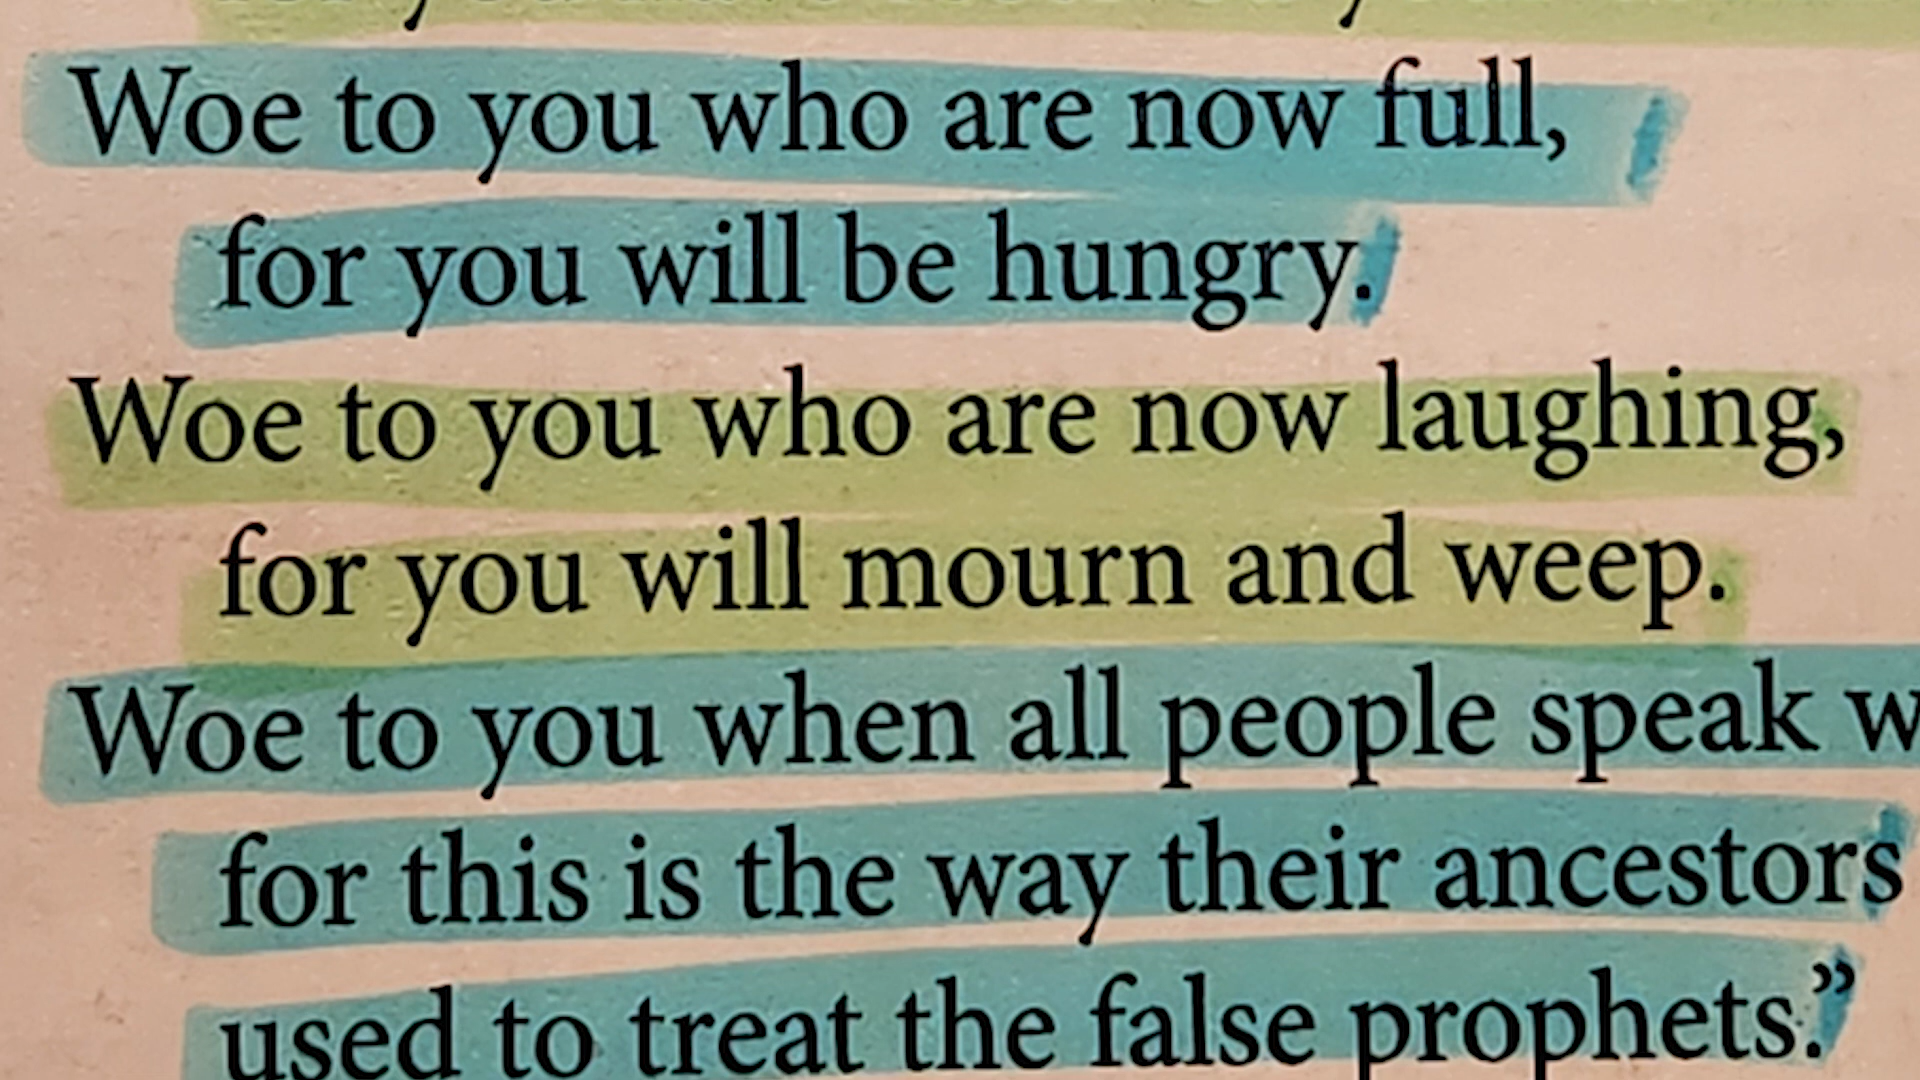 Woe to you who are now full,
for you will be hungry.
Woe to you who are now laughing,
for you will mourn and weep.
Woe to you when all people speak
for this is the way their ancestors
used to treat the false prophets.”